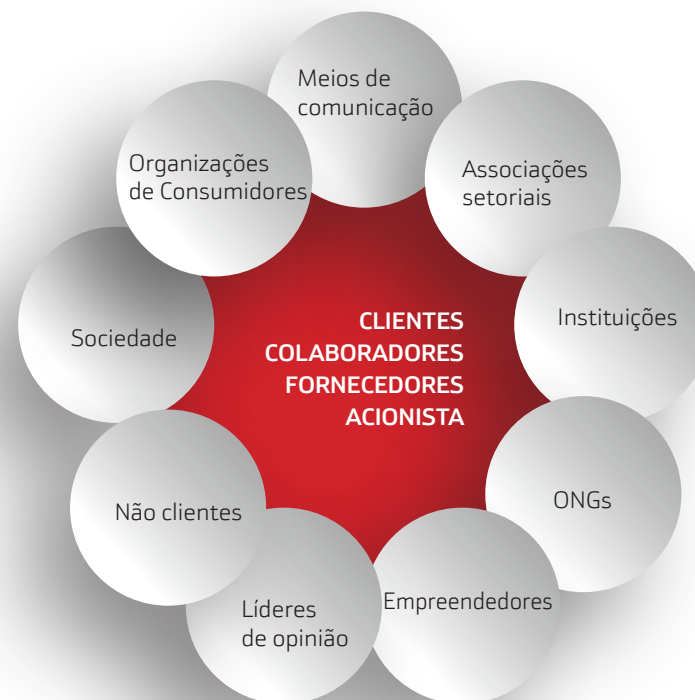 Meios de
comunicação
Organizações
de Consumidores
Associações
setoriais
Sociedade
CLIENTES
COLABORADORES
FORNECEDORES
ACIONISTA
Instituições
Não clientes
ONGs
Líderes
de opinião
Empreendedores